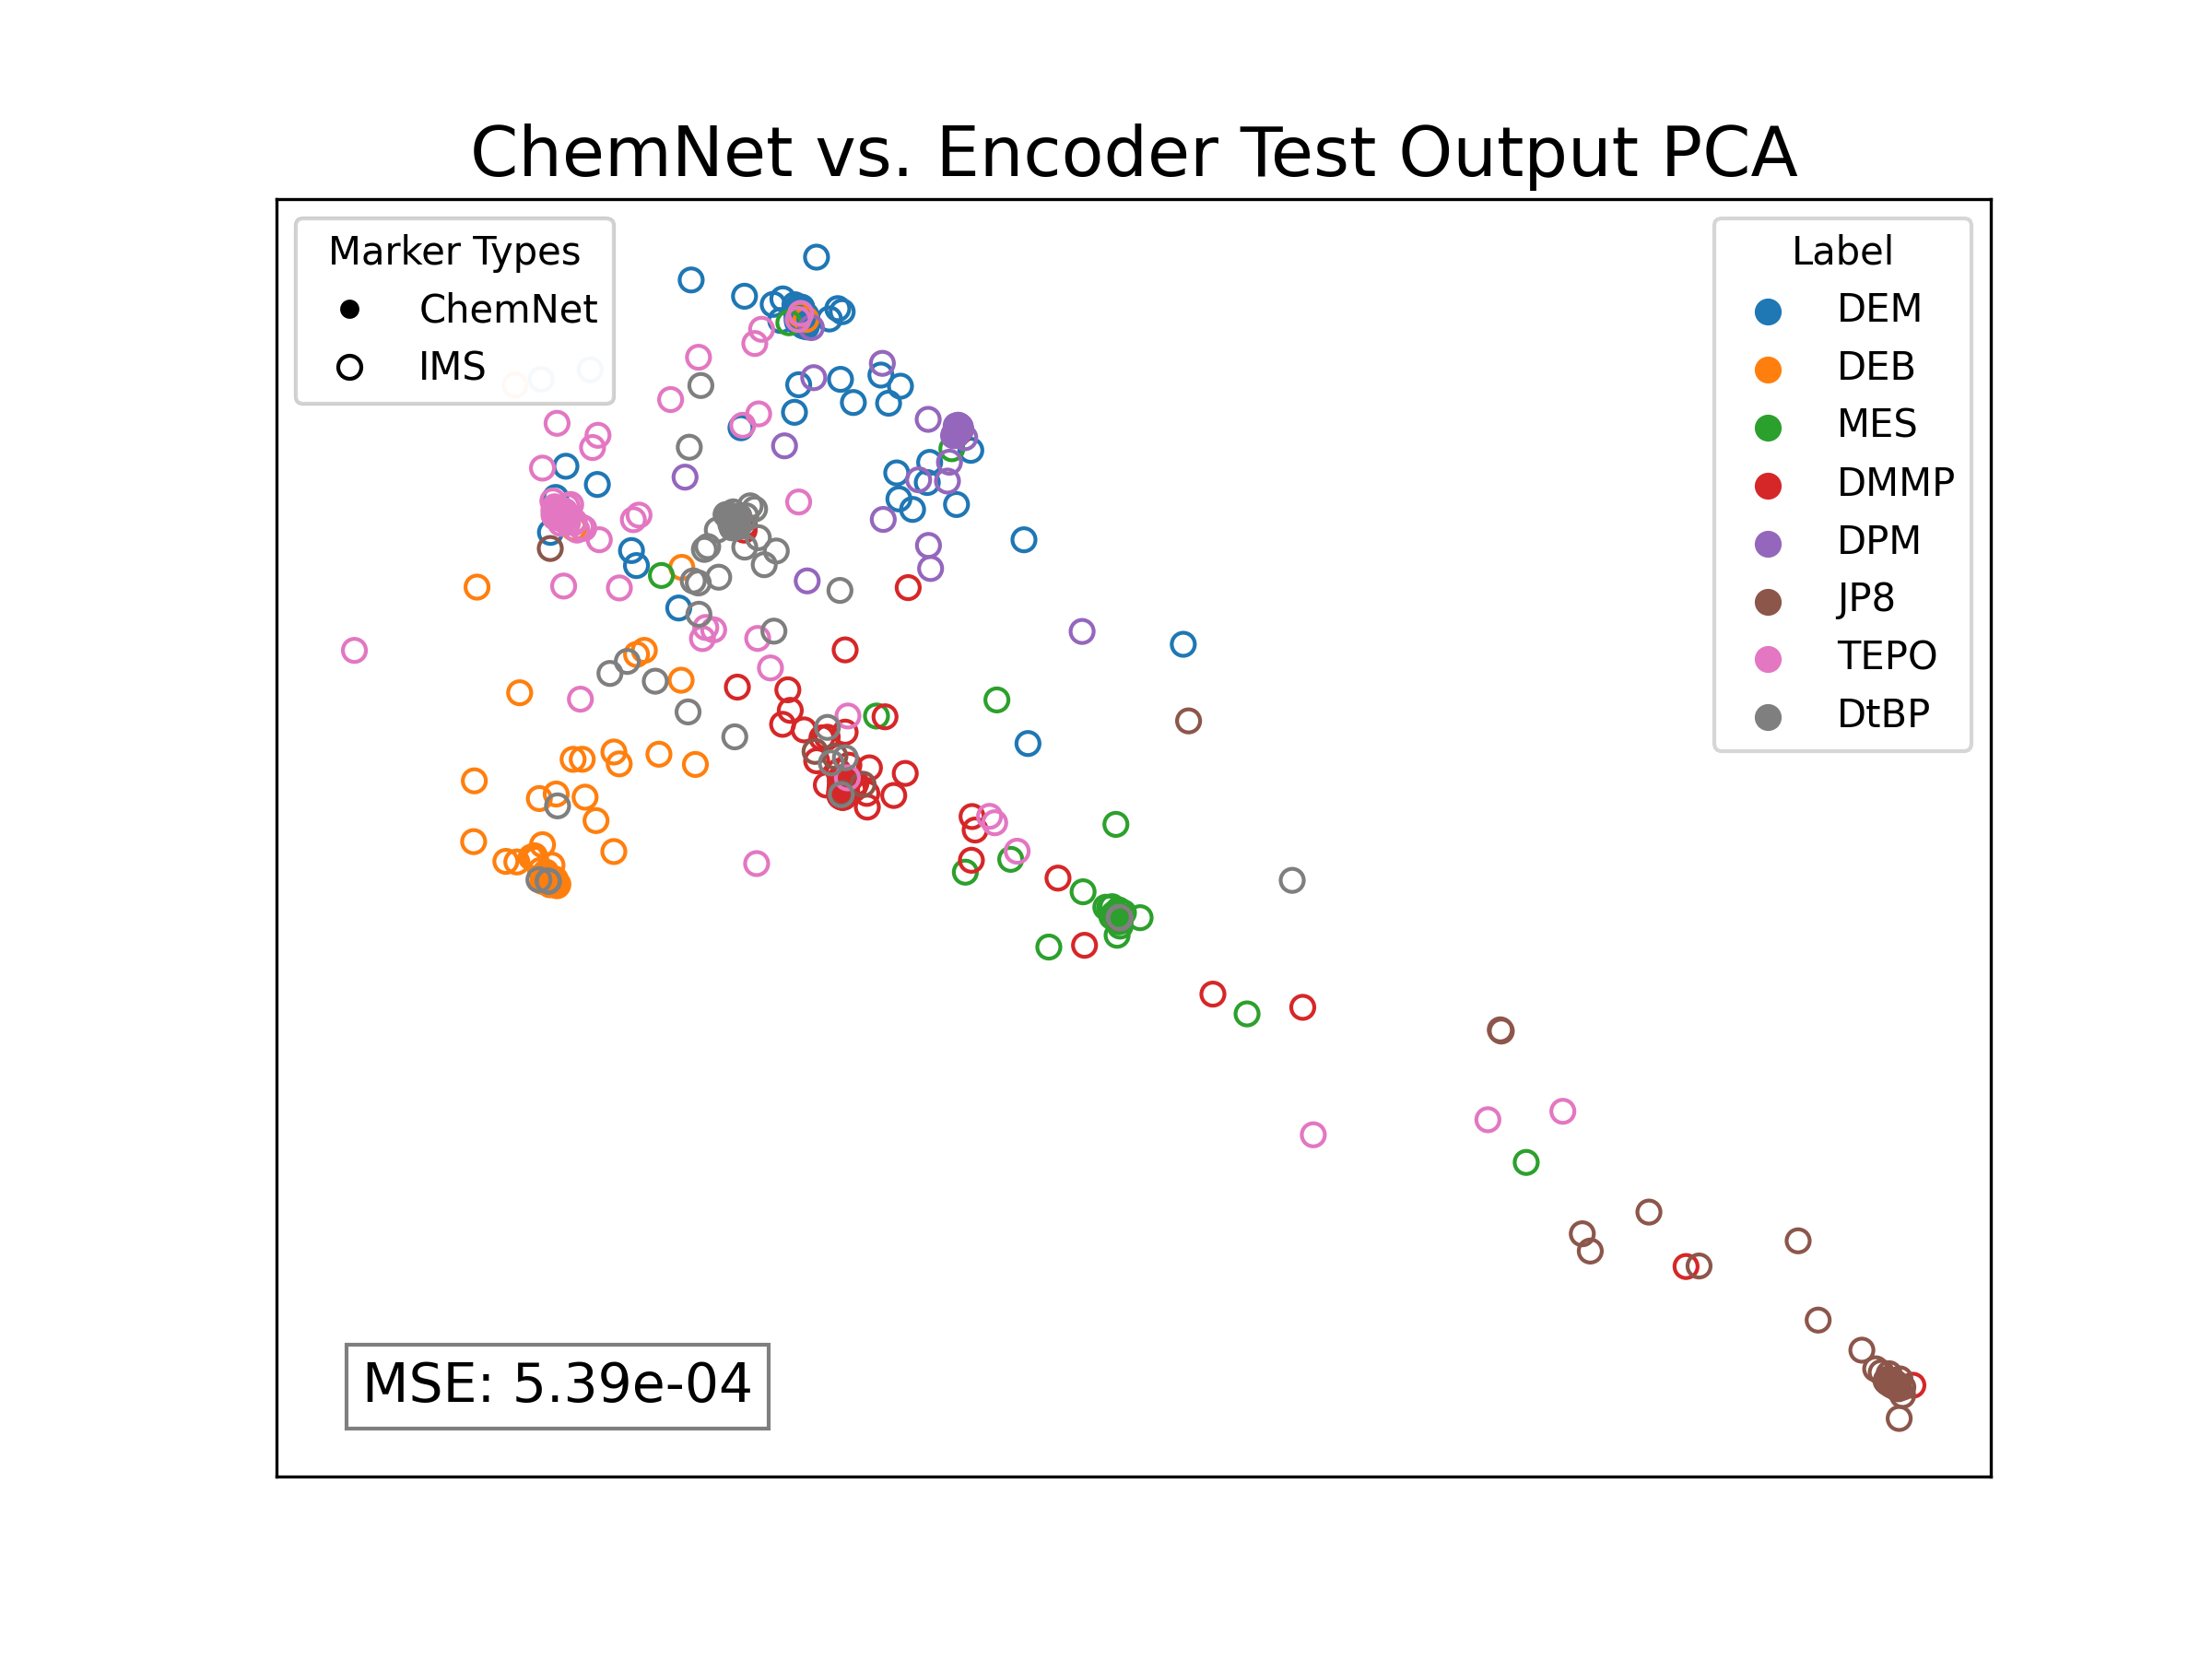 ChemNet vs. Encoder Test Output PCA
Marker Types
ChemNet
IMS
Label
DEM
DEB
MES
DMMP
DPM
JP8
TEPO
DtBP
MSE: 5.39e-04